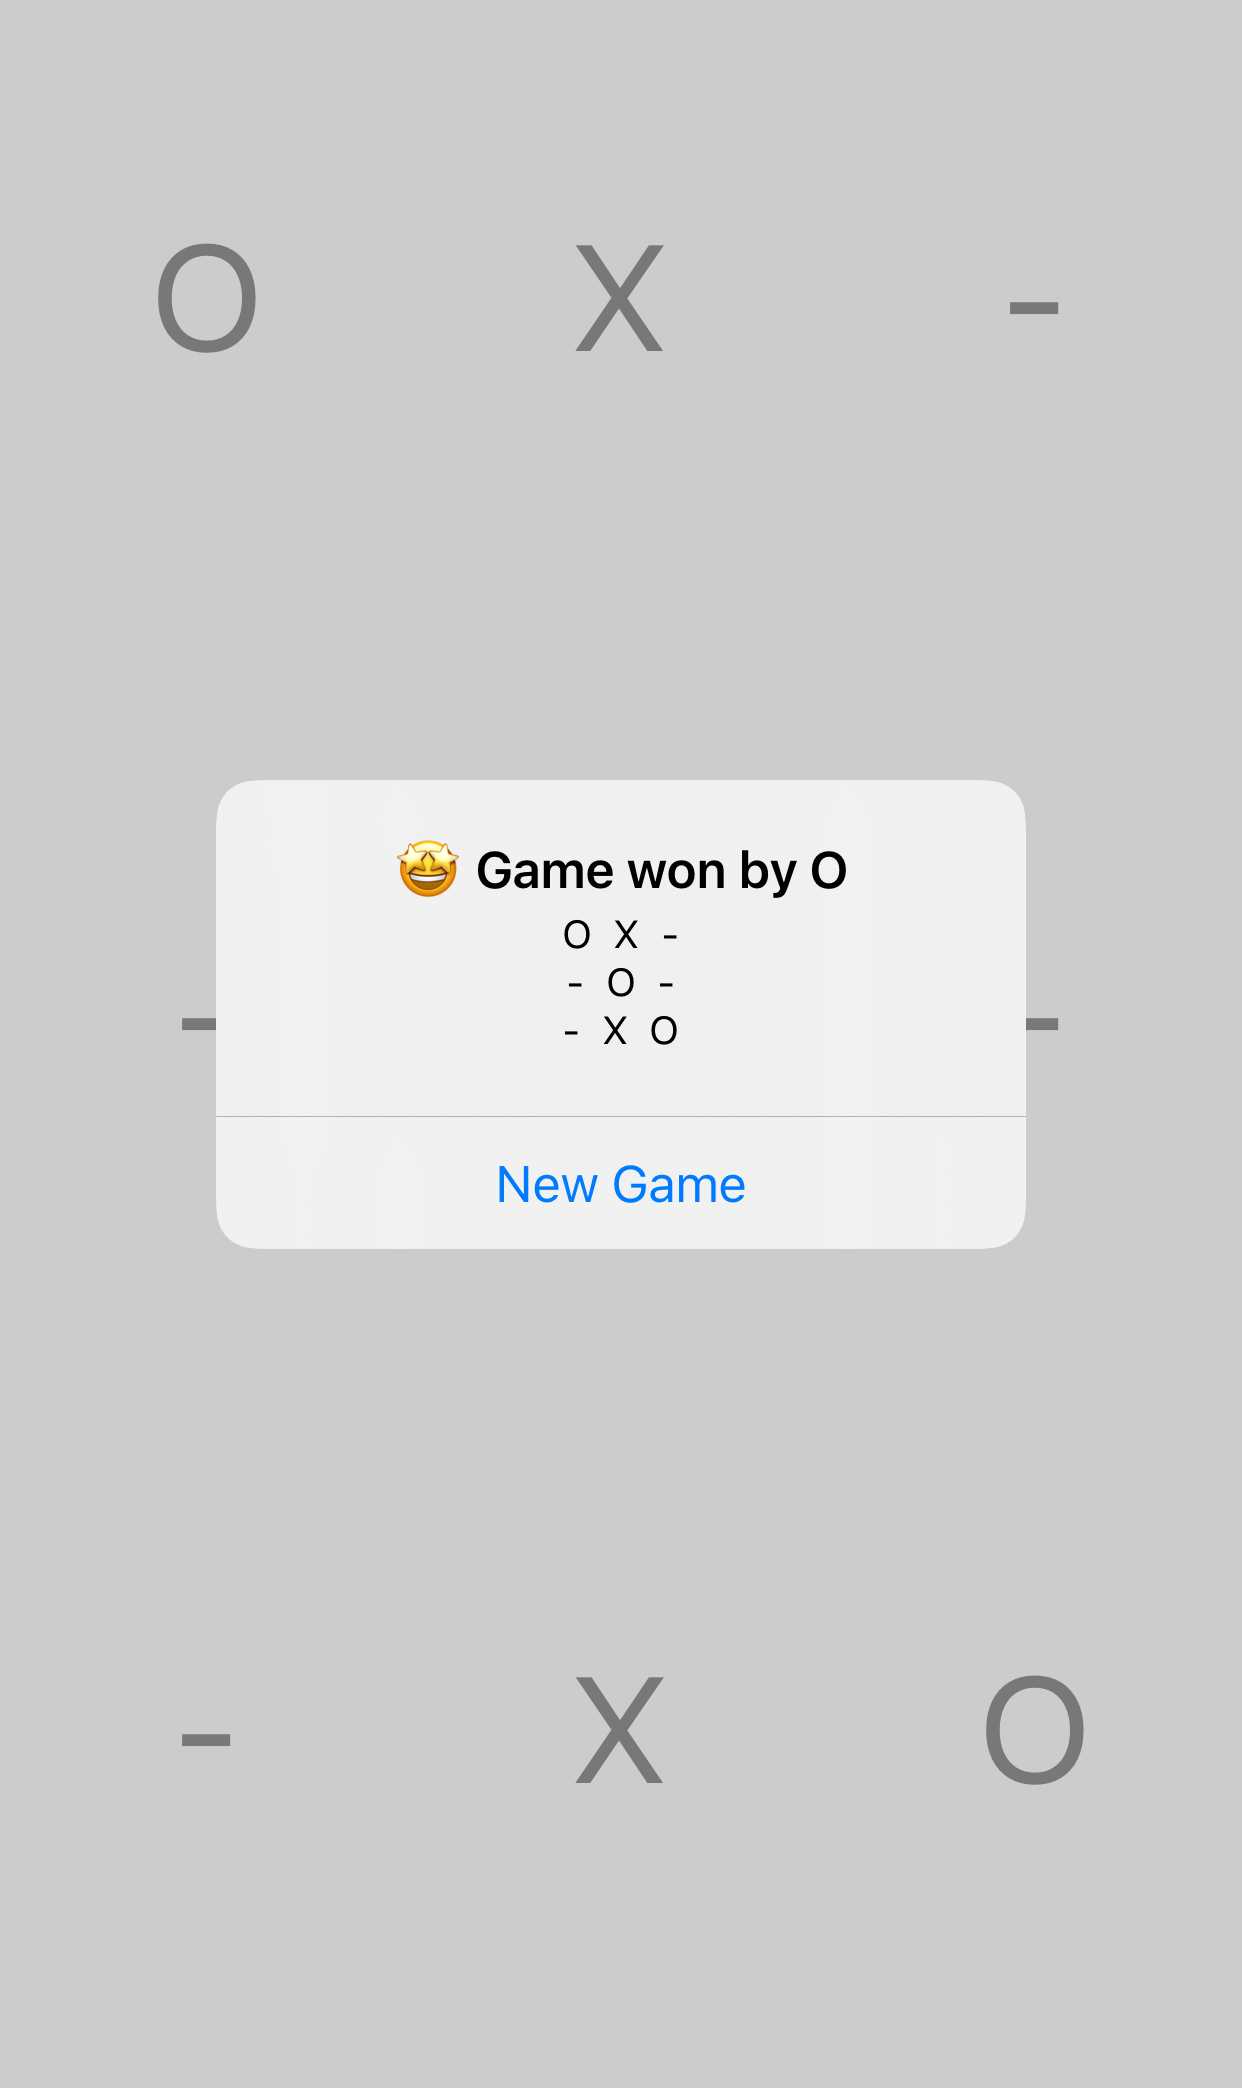 O X -
🤩 Game won by O
O X -
- O -
- X O
- -
New Game
- X O